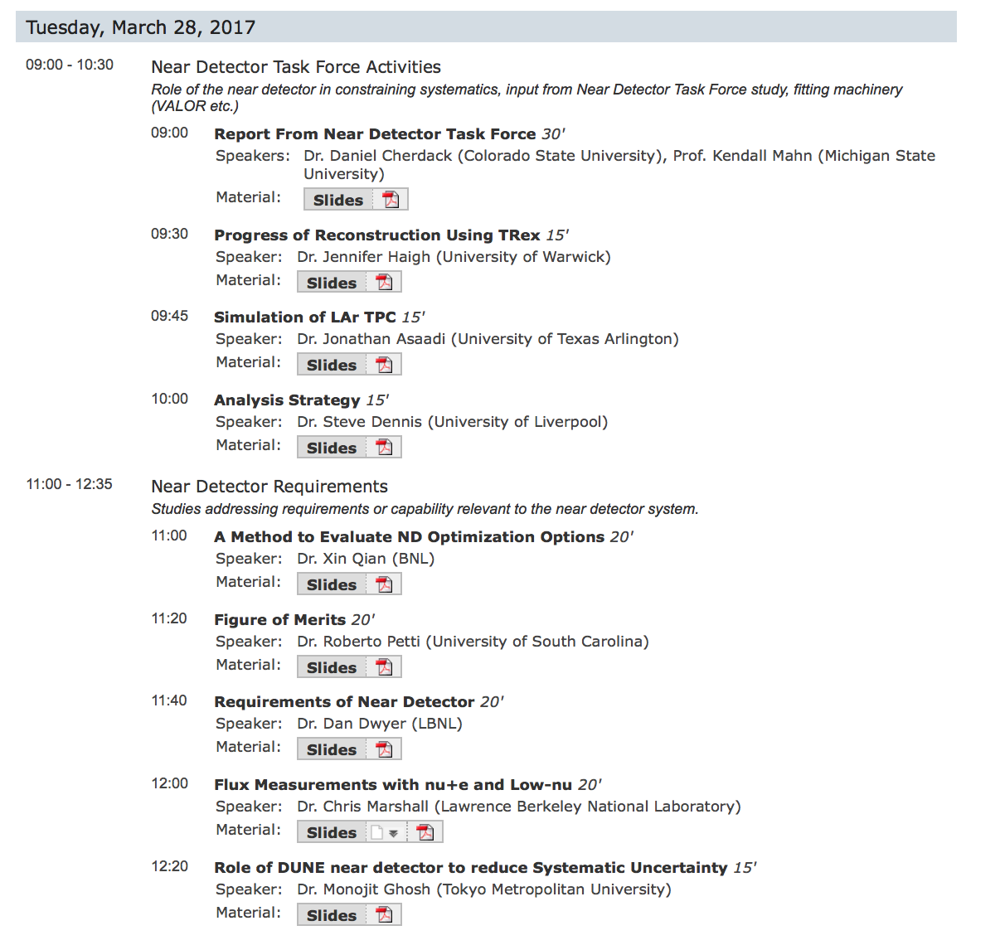 Tuesday, March 28, 2017
09:00 - 10:30 Near Detector Task Force Activities
Role of the near detector in constraining systematics, input from Near Detector Task Force study, fitting machinery
(VALOR etc.)
09:00 Report From Near Detector Task Force 30'
Speakers: Dr. Daniel Cherdack (Colorado State University), Prof. Kendall Mahn (Michigan State
University)
Material: Slides
09:30 Progress of Reconstruction Using TRex 15'
Speaker: Dr. Jennifer Haigh (University of Warwick)
Material: Slides
09:45 Simulation of LAr TPC 15'
Speaker: Dr. Jonathan Asaadi (University of Texas Arlington)
Material: Slides
10:00 Analysis Strategy 15'
Speaker: Dr. Steve Dennis (University of Liverpool)
Material: Slides
11:00 - 12:35 Near Detector Requirements
Studies addressing requirements or capability relevant to the near detector system.
11:00 A Method to Evaluate ND Optimization Options 20'
Speaker: Dr. Xin Qian (BNL)
Material: Slides
11:20 Figure of Merits 20'
Speaker: Dr. Roberto Petti (University of South Carolina)
Material: Slides
11:40 Requirements of Near Detector 20'
Speaker: Dr. Dan Dwyer (LBNL)
Material: Slides
12:00 Flux Measurements with nu+e and Low-nu 20'
Speaker: Dr. Chris Marshall (Lawrence Berkeley National Laboratory)
Material: Slides
12:20 Role of DUNE near detector to reduce Systematic Uncertainty 15'
Speaker: Dr. Monojit Ghosh (Tokyo Metropolitan University)
Material: Slides